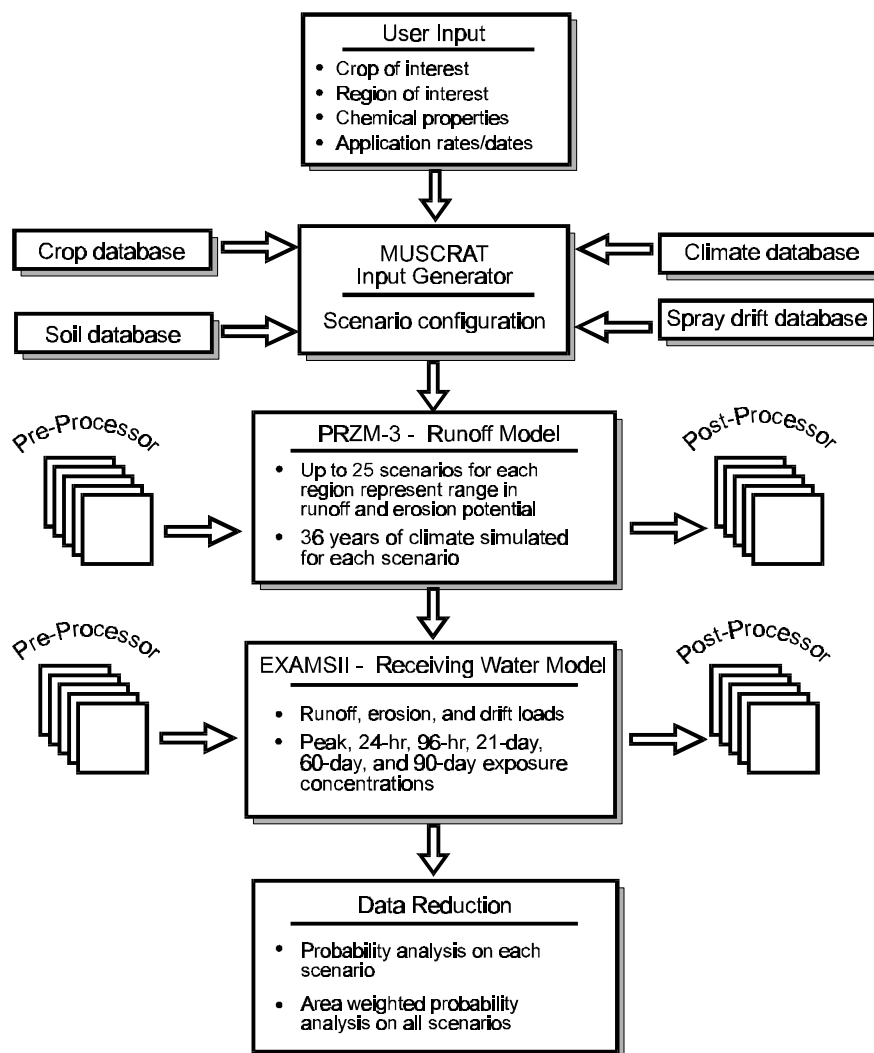 User Input
• Crop of interest
• Region of interest
• Chemical properties
• Application rates/dates
Crop database
Soil database
MUSCRAT
Input Generator
Scenario configuration
Climate database
Spray drift database
Pre-Processor
PRZM-3 - Runoff Model
• Up to 25 scenarios for each
region represent range in
runoff and erosion potential
• 36 years of climate simulated
for each scenario
Post-Processor
Pre-Processor
EXAMSII - Receiving Water Model
• Runoff, erosion, and drift loads
• Peak, 24-hr, 96-hr, 21-day,
60-day, and 90-day exposure
concentrations
Post-Processor
Data Reduction
• Probability analysis on each
scenario
• Area weighted probability
analysis on all scenarios